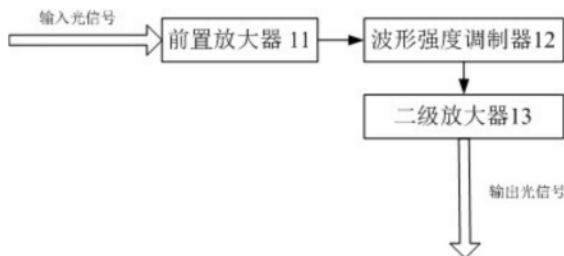 输入光信号
前置放大器 11
波形强度调制器12
二级放大器13
输出光信号